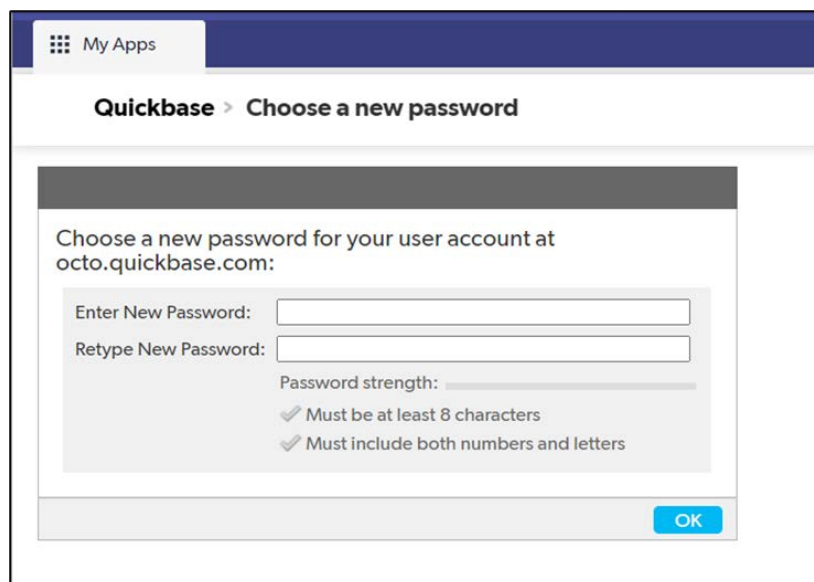 My Apps
Quickbase > Choose a new password
Choose a new password for your user account at
octo.quickbase.com:
Enter New Password:
Retype New Password:
Password strength:
Must be at least 8 characters
Must include both numbers and letters
OK